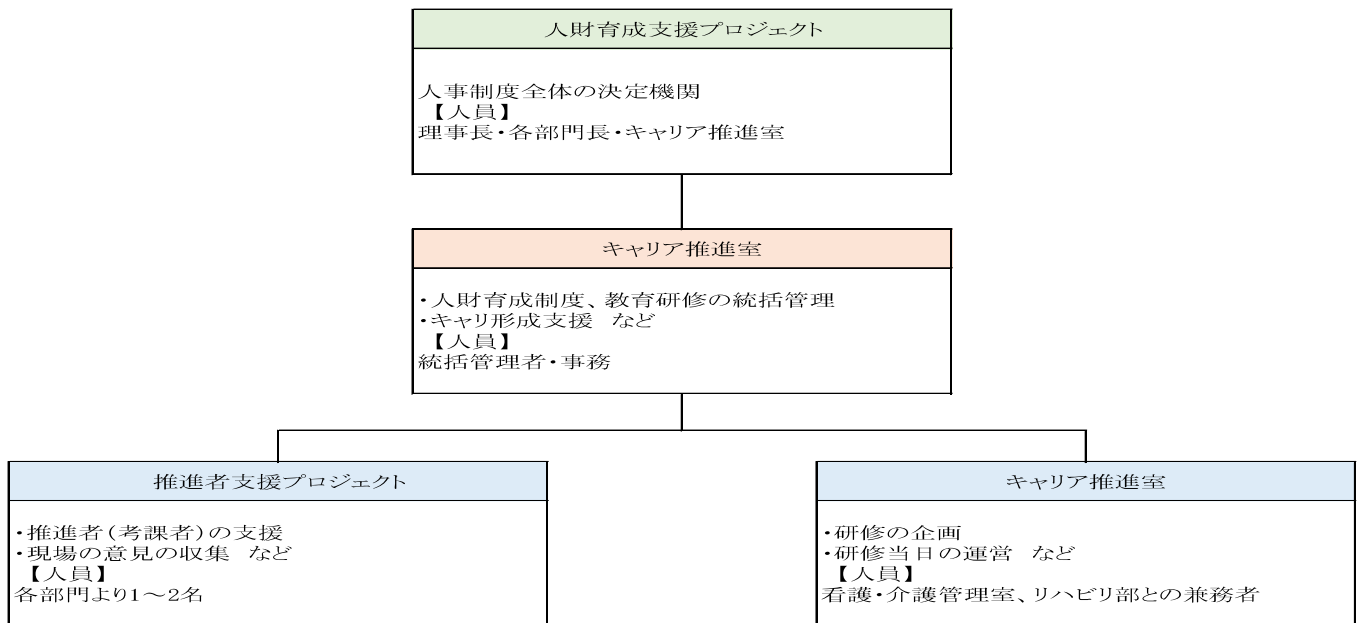 人財育成支援プロジェクト
人事制度全体の決定機関
【人員】
理事長・各部門長・キャリア推進室
キャリア推進室
・人財育成制度、教育研修の統括管理
・キャリ形成支援　など
【人員】
統括管理者・事務
推進者支援プロジェクト
・推進者(考課者)の支援
・現場の意見の収集　など
【人員】
各部門より1～2名
キャリア推進室
・研修の企画
・研修当日の運営　など
【人員】
看護・介護管理室、リハビリ部との兼務者